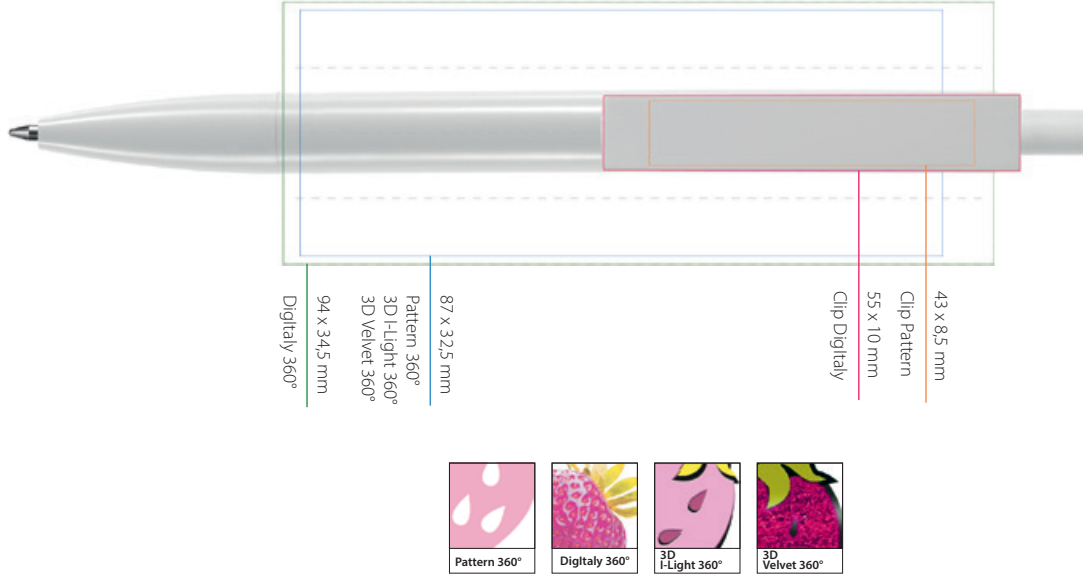 94 x 34,5 mm
DigItaly 360°
87 x 32,5 mm
Pattern 360°
3D I-Light 360°
3D Velvet 360°
55 x 10 mm
Clip DigItaly
43 x 8,5 mm
Clip Pattern
Pattern 360°
DigItaly 360°
3D
I-Light 360°
3D
Velvet 360°